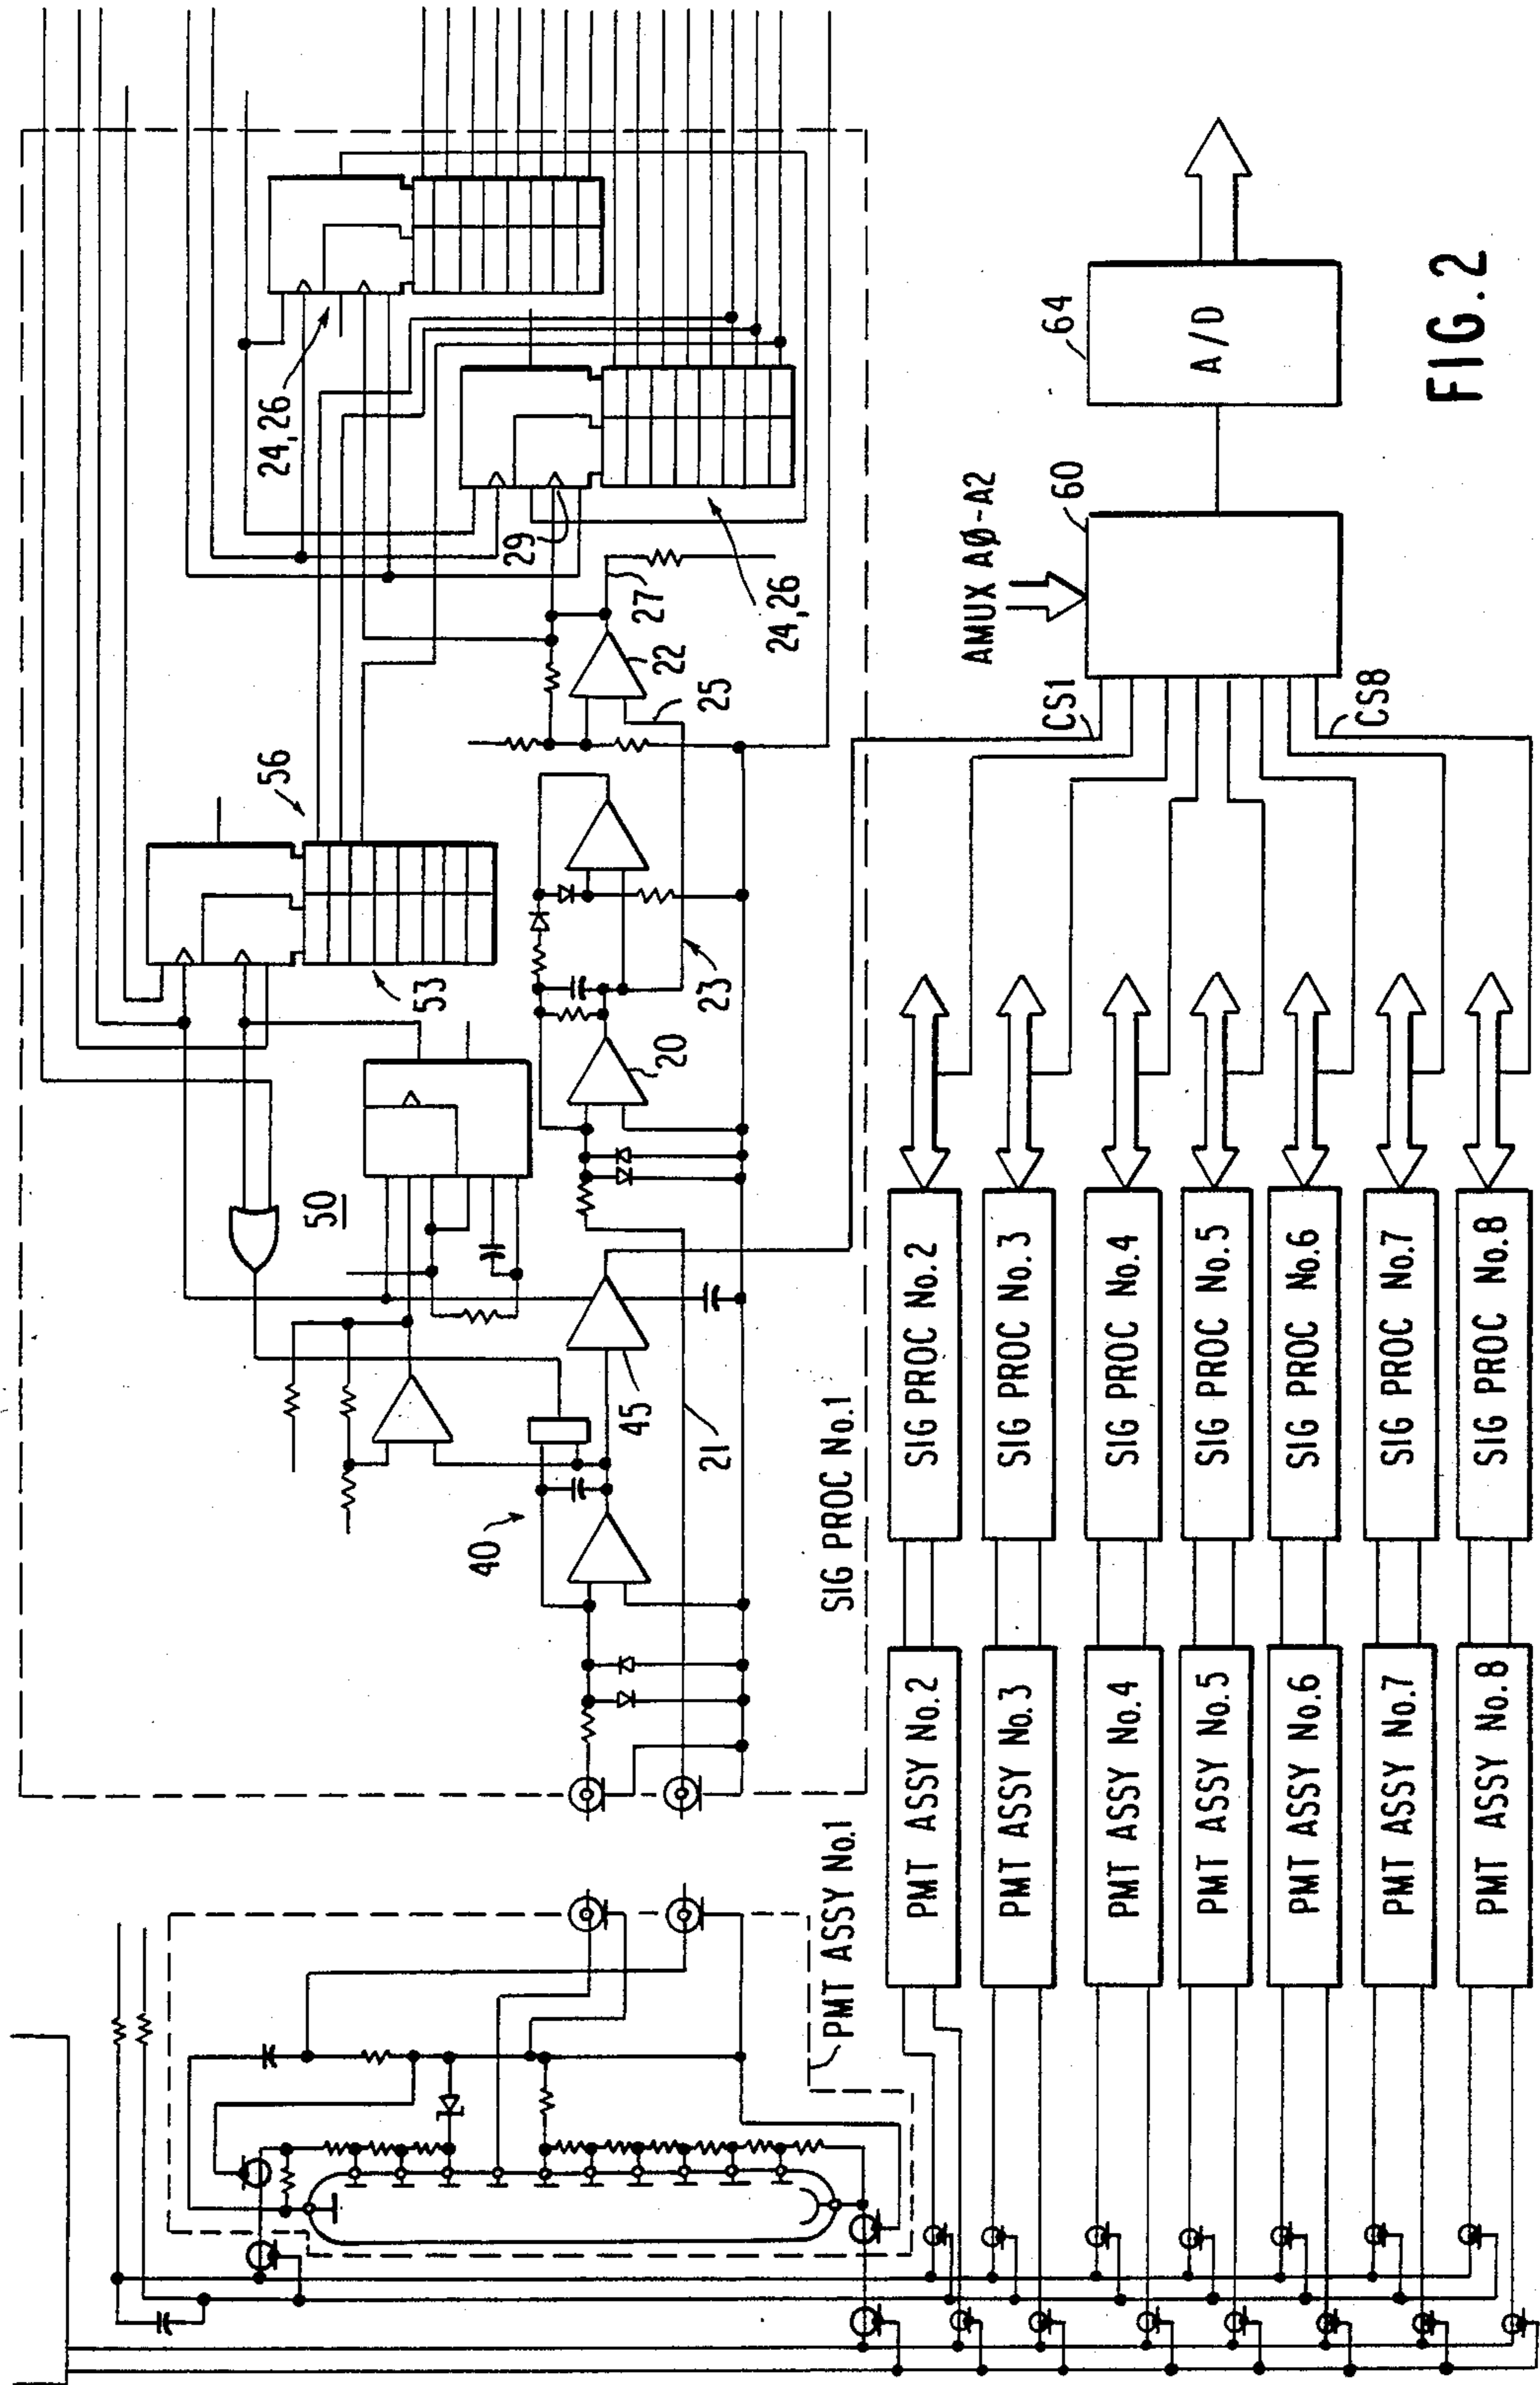 56
24,26
53
50
29
27
22
25
24,26
23
20
40
45
21
SIG PROC No.1
PMT ASSY No.1
PMT ASSY No.2
SIG PROC No.2
PMT ASSY No.3
SIG PROC No.3
PMT ASSY No.4
SIG PROC No.4
PMT ASSY No.5
SIG PROC No.5
PMT ASSY No.6
SIG PROC No.6
PMT ASSY No.7
SIG PROC No.7
PMT ASSY No.8
SIG PROC No.8
AMUX AØ-A2
60
64
CS1
A/D
CS8
FIG. 2